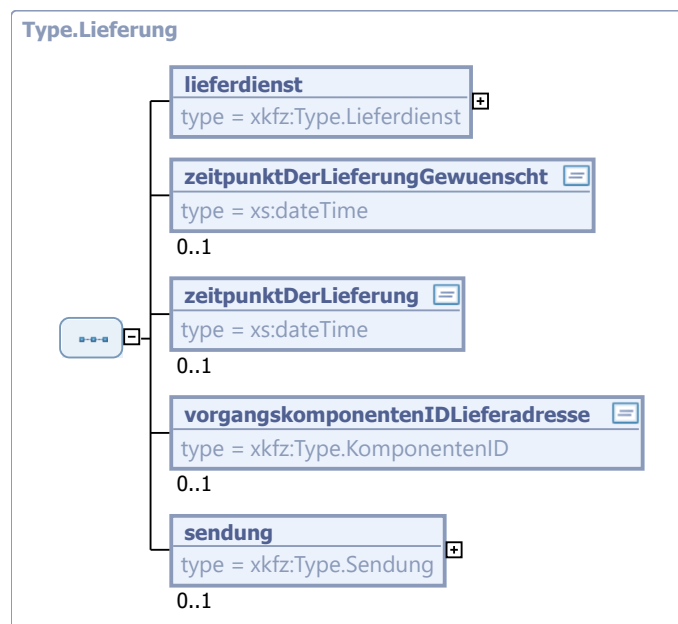 Type.Lieferung
lieferdienst
type = xkfz:Type.Lieferdienst
zeitpunktDerLieferungGewuenscht
type = xs:dateTime
0..1
zeitpunktDerLieferung
type = xs:dateTime
0..1
vorgangskomponentenIDLieferadresse
type = xkfz:Type.KomponentenID
0..1
sendung
type = xkfz:Type.Sendung
0..1